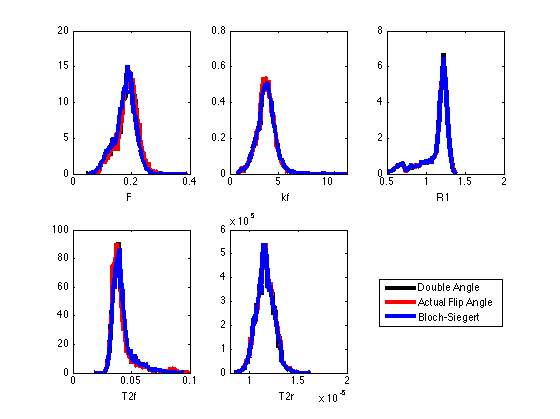 20
15
10
5
0
0 0.2 0.4
F
0.8
0.6
0.4
0.2
0
0 5 10
kf
8
6
4
2
0
0.5 1 1.5 2
R1
100
80
60
40
20
0
0 0.05 0.1
T2f
x 10^5
6
5
4
3
2
1
0
1 1.5 2
x 10^-5
T2r
Double Angle
Actual Flip Angle
Bloch-Siegert